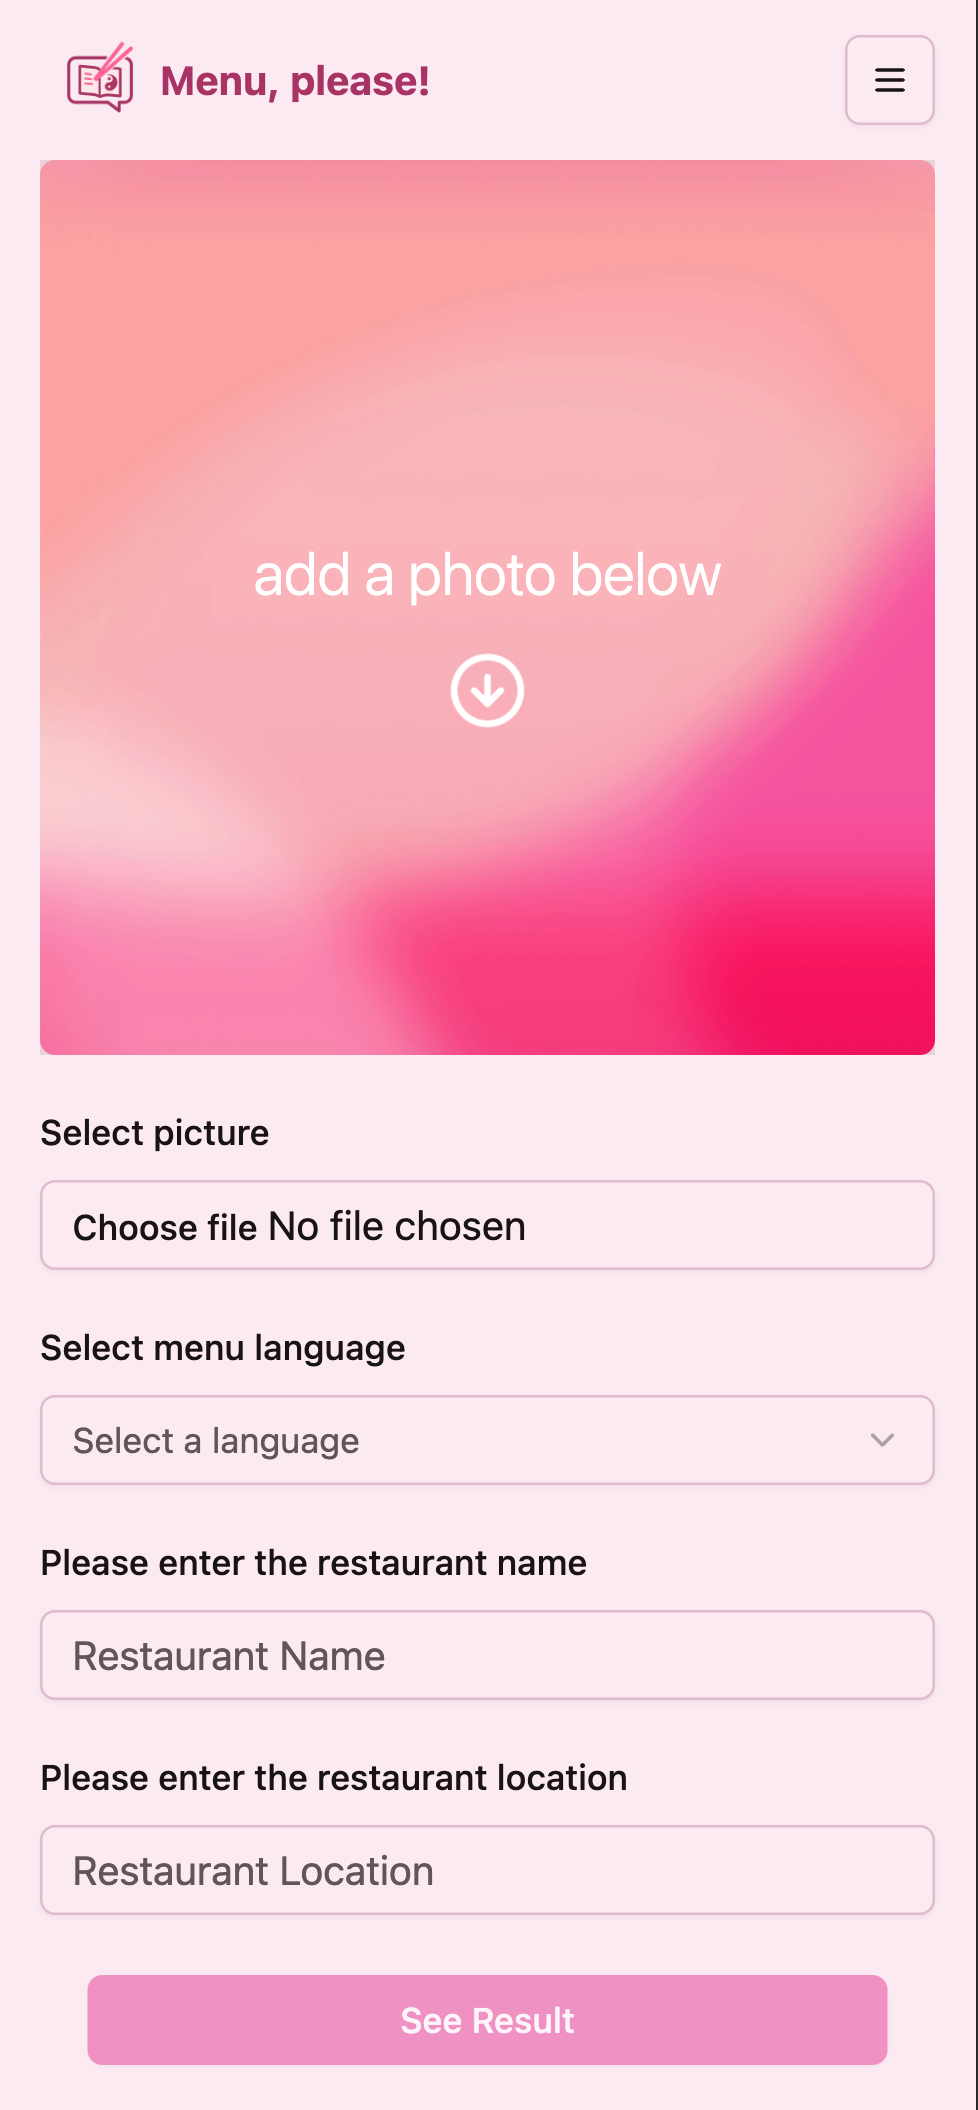 Menu, please!
add a photo below
Select picture
Choose file No file chosen
Select menu language
Select a language
Please enter the restaurant name
Restaurant Name
Please enter the restaurant location
Restaurant Location
See Result